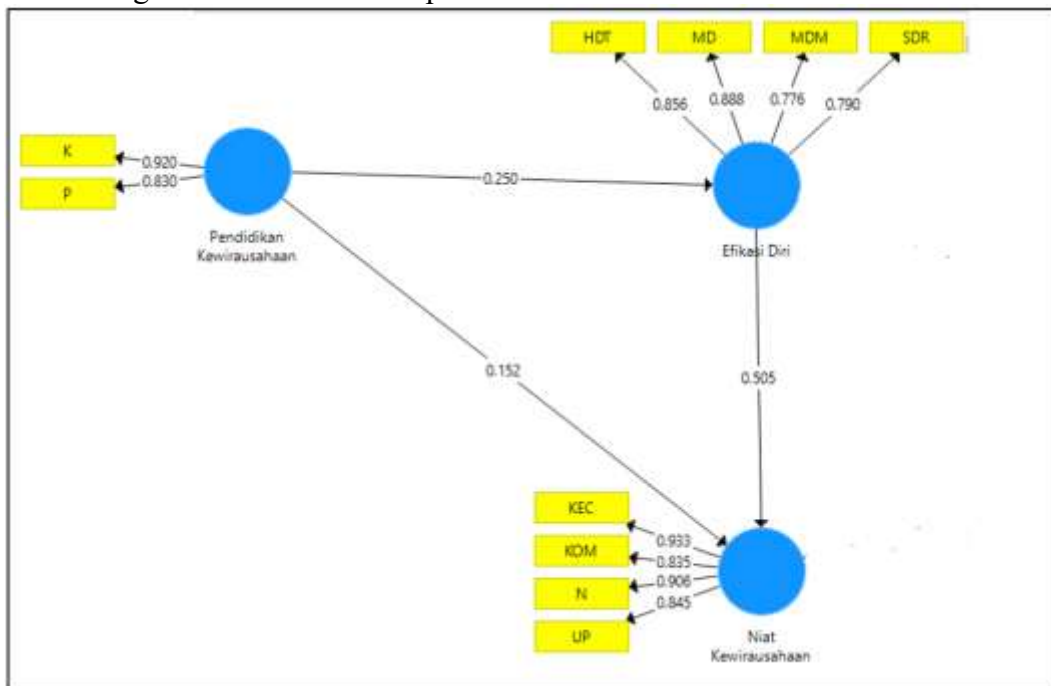 HDT MD MDM SDR
0.856 0.888 0.776 0.790
K
0.920
P
0.830
0.250
Pendidikan
Kewirausahaan
Efikasi Diri
0.152
0.505
KEC
0.933
KOM
0.835
N
0.906
0.845
UP
Niat
Kewirausahaan